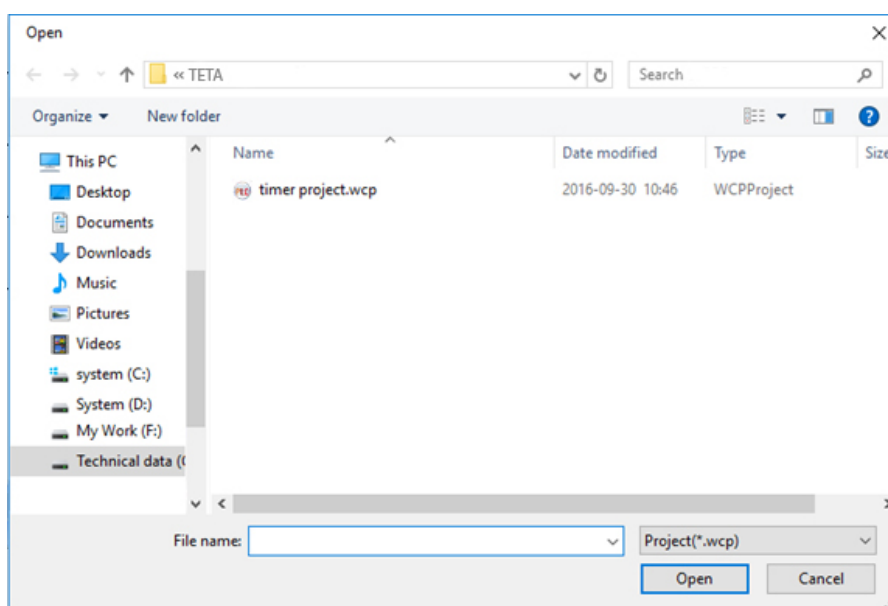 Open
« TETA
Search
Organize
New folder
Name
Date modified
Type
Size
timer project.wcp
2016-09-30 10:46
WCPProject
This PC
Desktop
Documents
Downloads
Music
Pictures
Videos
system (C:)
System (D:)
My Work (F:)
Technical data (
File name:
Project(*.wcp)
Open
Cancel